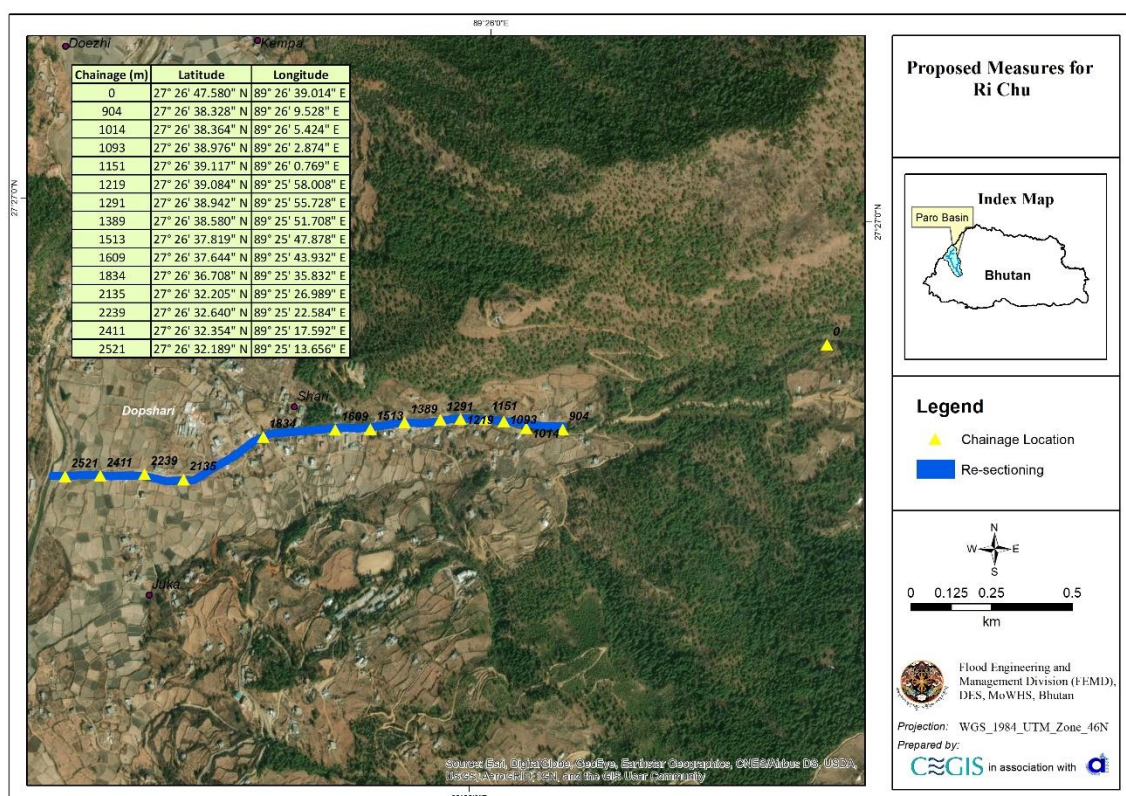 89°26'0"E
Doezhi
Kempa
Chainage (m) Latitude Longitude
0 27° 26' 47.580" N 89° 26' 39.014" E
904 27° 26' 38.328" N 89° 26' 9.528" E
1014 27° 26' 38.364" N 89° 26' 5.424" E
1093 27° 26' 38.976" N 89° 26' 2.874" E
1151 27° 26' 39.117" N 89° 26' 0.769" E
1219 27° 26' 39.084" N 89° 25' 58.008" E
1291 27° 26' 38.942" N 89° 25' 55.728" E
1389 27° 26' 38.580" N 89° 25' 51.708" E
1513 27° 26' 37.819" N 89° 25' 47.878" E
1609 27° 26' 37.644" N 89° 25' 43.932" E
1834 27° 26' 36.708" N 89° 25' 35.832" E
2135 27° 26' 32.205" N 89° 25' 26.989" E
2239 27° 26' 32.640" N 89° 25' 22.584" E
2411 27° 26' 32.354" N 89° 25' 17.592" E
2521 27° 26' 32.189" N 89° 25' 13.656" E
27°27'0"N
27°27'0"N
0
Shari
Dopshari
1834
1609
1513
1389
1291
1219
1151
1093
1014
904
2521
2411
2239
2135
Juka
Source: Esri, DigitalGlobe, GeoEye, Earthstar Geographics, CNES/Airbus DS, USDA,
USGS, AeroGRID, IGN, and the GIS User Community
Proposed Measures for
Ri Chu
Index Map
Paro Basin
Bhutan
Legend
Chainage Location
Re-sectioning
N
W E
S
0 0.125 0.25 0.5
km
Flood Engineering and
Management Division (FEMD),
DES, MoWHS, Bhutan
Projection: WGS_1984_UTM_Zone_46N
Prepared by:
CEGIS in association with